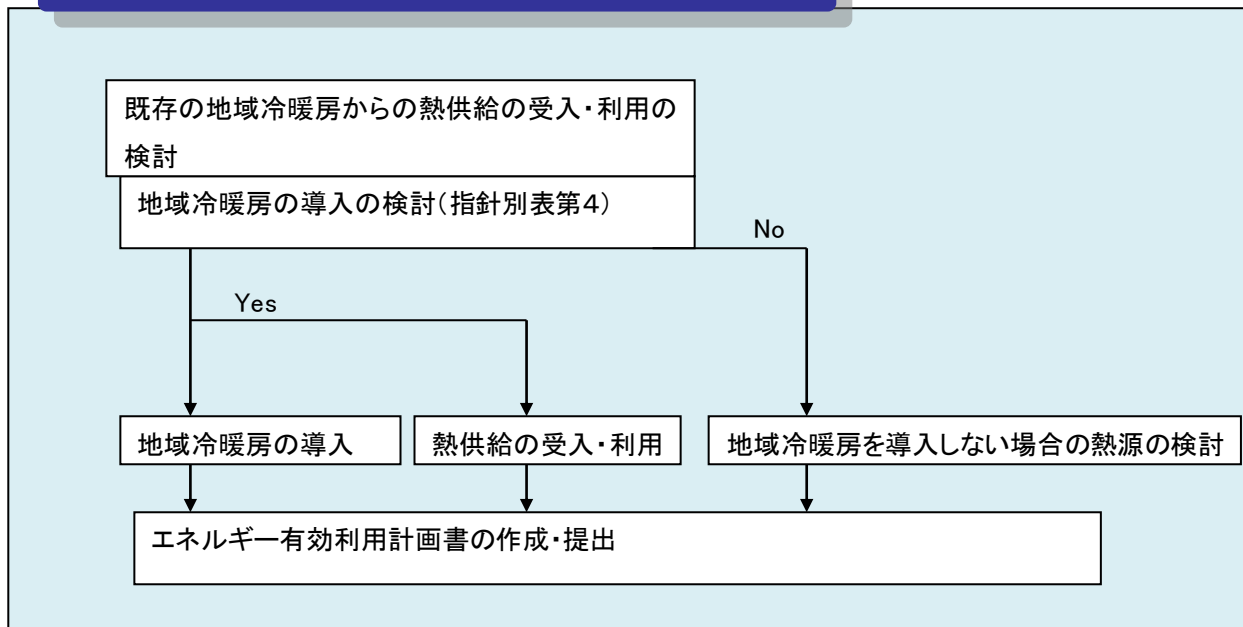 既存の地域冷暖房からの熱供給の受入・利用の
検討
地域冷暖房の導入の検討（指針別表第４）
No
Yes
地域冷暖房の導入
熱供給の受入・利用
地域冷暖房を導入しない場合の熱源の検討
エネルギー有効利用計画書の作成・提出